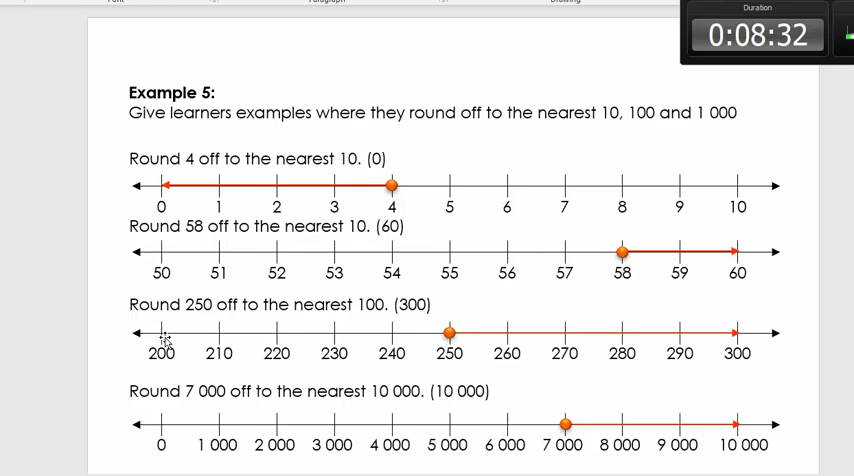 Duration
0:08:32
Example 5:
Give learners examples where they round off to the nearest 10, 100 and 1 000
Round 4 off to the nearest 10. (0)
0 1 2 3 4 5 6 7 8 9 10
Round 58 off to the nearest 10. (60)
50 51 52 53 54 55 56 57 58 59 60
Round 250 off to the nearest 100. (300)
200 210 220 230 240 250 260 270 280 290 300
Round 7 000 off to the nearest 10 000. (10 000)
0 1 000 2 000 3 000 4 000 5 000 6 000 7 000 8 000 9 000 10 000